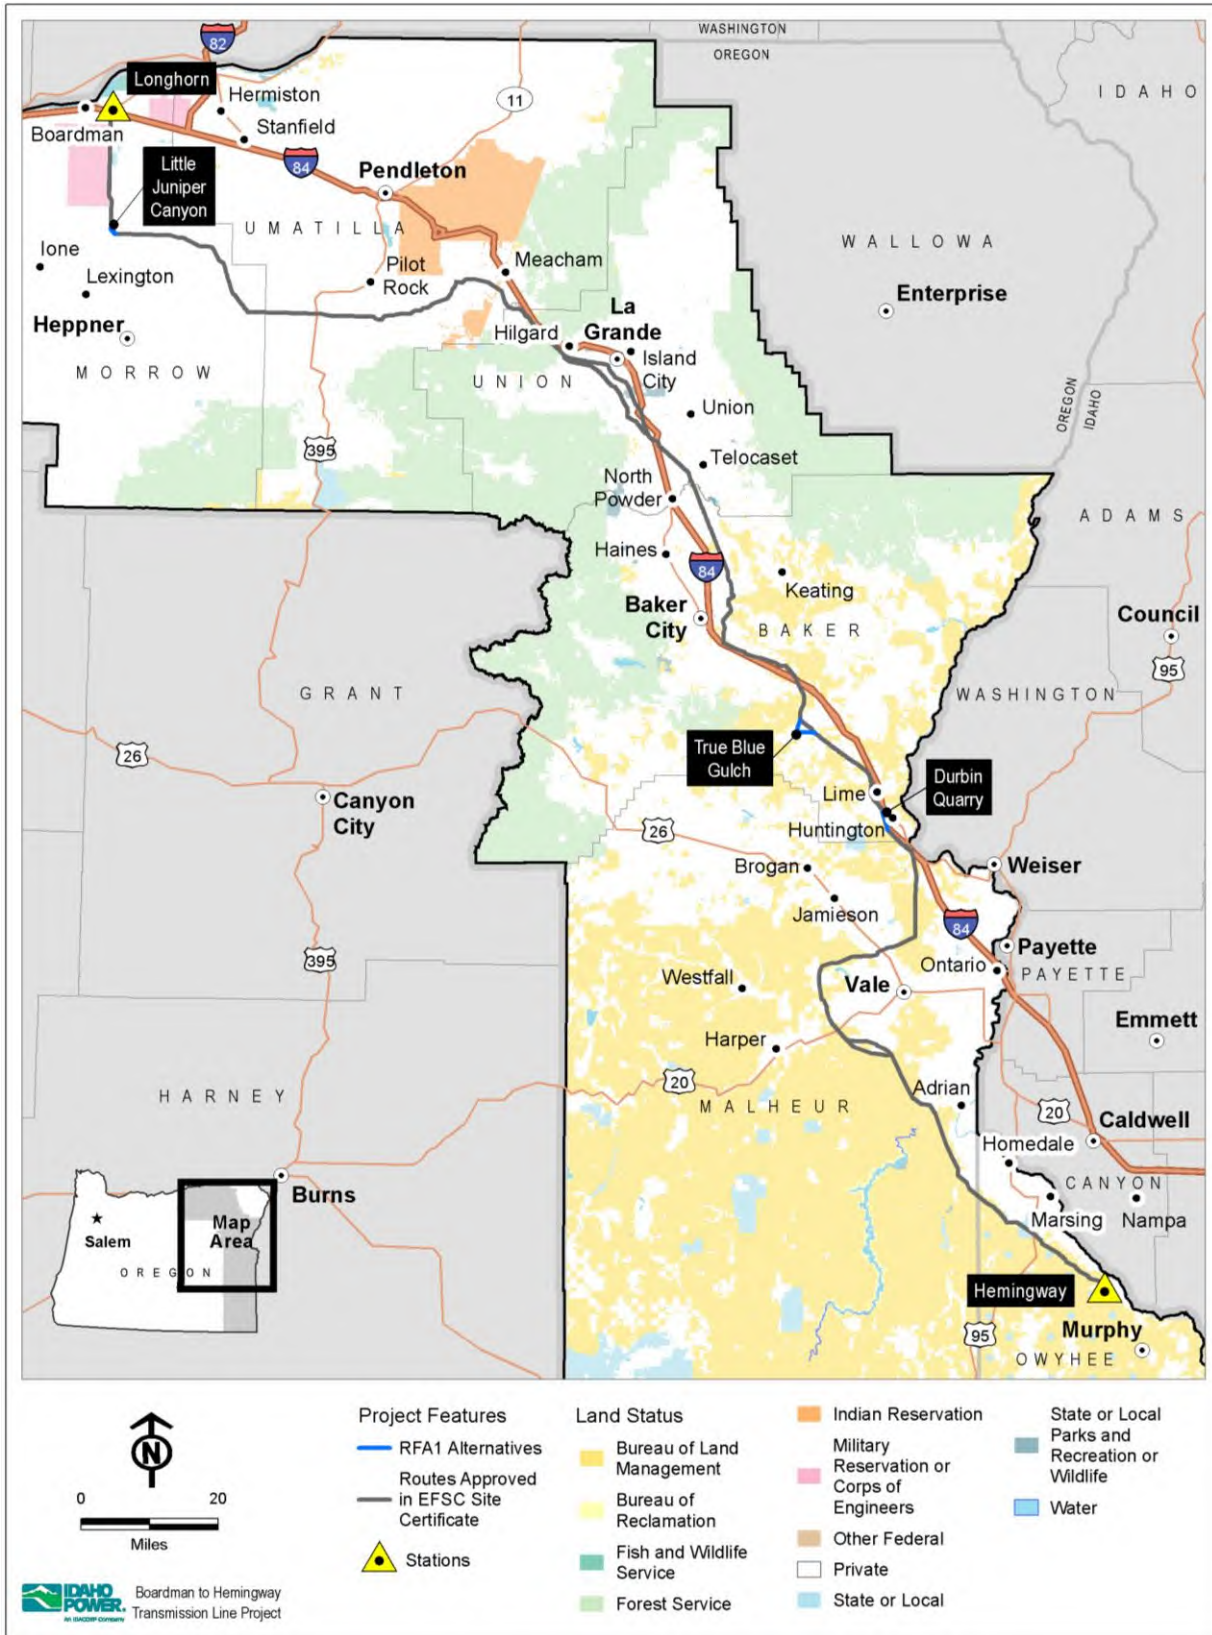 WASHINGTON
OREGON
IDAHO
82
Longhorn
Hermiston
11
Boardman
Stanfield
84
Little
Juniper
Canyon
Pendleton
UMATILLA
WALLOWA
Ione
Lexington
Pilot
Rock
Meacham
Enterprise
Heppner
Hilgard
La
Grande
Island
City
MORROW
UNION
Union
OREGON
IDAHO
395
Telocaset
North
Powder
ADAMS
Haines
84
Keating
Baker
City
BAKER
Council
95
GRANT
WASHINGTON
26
True Blue
Gulch
Durbin
Quarry
Lime
Canyon
City
Huntington
26
Brogan
Weiser
Jamieson
84
395
Payette
Ontario
PAYETTE
Westfall
Vale
Emmett
Harper
HARNEY
20
MALHEUR
Adrian
20
Caldwell
Homedale
Burns
CANYON
Marsing
Nampa
Map
Area
Salem
OREGON
Hemingway
95
Murphy
OWYHEE
N
0 20
Miles
Project Features
RFA1 Alternatives
Routes Approved
in EFSC Site
Certificate
Stations
Land Status
Bureau of Land
Management
Bureau of
Reclamation
Fish and Wildlife
Service
Forest Service
Indian Reservation
Military
Reservation or
Corps of
Engineers
Other Federal
Private
State or Local
State or Local
Parks and
Recreation or
Wildlife
Water
IDAHO
POWER.
An IDACORP Company
Boardman to Hemingway
Transmission Line Project